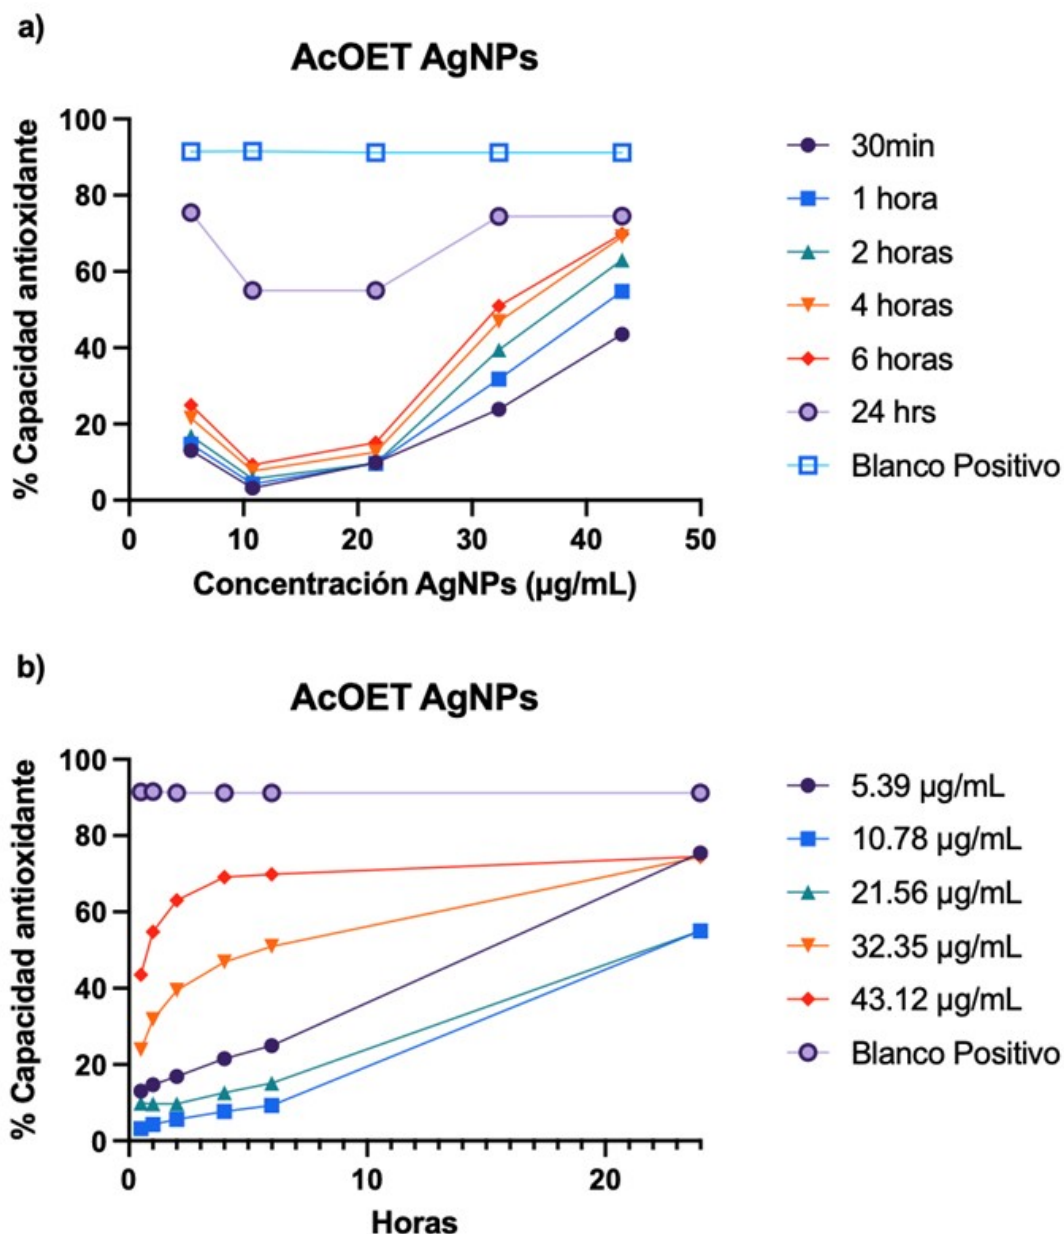 a)
AcOET AgNPs
% Capacidad antioxidante
100
80
60
40
20
0
0 10 20 30 40 50
Concentración AgNPs (µg/mL)
30min
1 hora
2 horas
4 horas
6 horas
24 hrs
Blanco Positivo
b)
AcOET AgNPs
% Capacidad antioxidante
100
80
60
40
20
0
0 10 20
Horas
5.39 µg/mL
10.78 µg/mL
21.56 µg/mL
32.35 µg/mL
43.12 µg/mL
Blanco Positivo